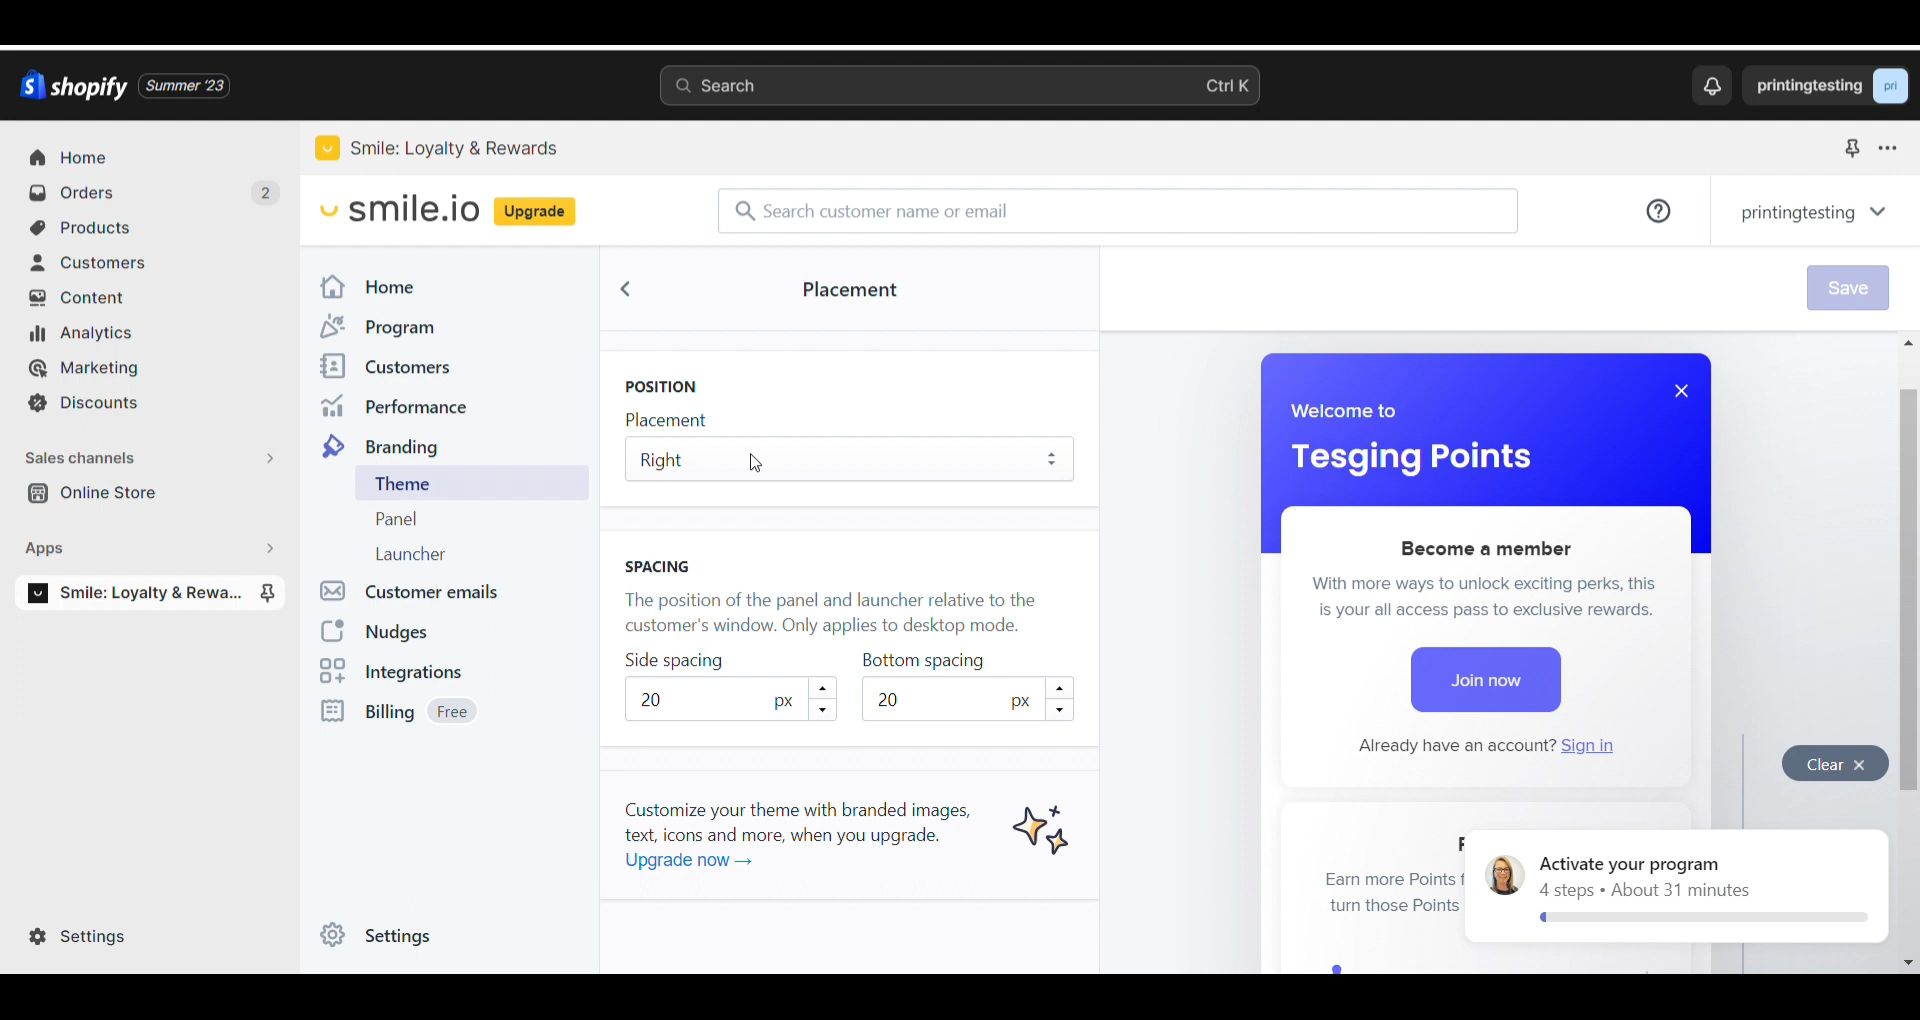 shopify Summer '23
Search Ctrl K
printingtesting pri
Home
Orders 2
Products
Customers
Content
Analytics
Marketing
Discounts
Sales channels
Online Store
Apps
Smile: Loyalty & Rewa...
Settings
Smile: Loyalty & Rewards
smile.io Upgrade
Search customer name or email
printingtesting
Home
Program
Customers
Performance
Branding
Theme
Panel
Launcher
Customer emails
Nudges
Integrations
Billing Free
Settings
Placement
POSITION
Placement
Right
SPACING
The position of the panel and launcher relative to the
customer's window. Only applies to desktop mode.
Side spacing Bottom spacing
20 px 20 px
Customize your theme with branded images,
text, icons and more, when you upgrade.
Upgrade now →
Save
Welcome to
Tesging Points
Become a member
With more ways to unlock exciting perks, this
is your all access pass to exclusive rewards.
Join now
Already have an account? Sign in
Clear
Earn more Points
turn those Points
Activate your program
4 steps • About 31 minutes